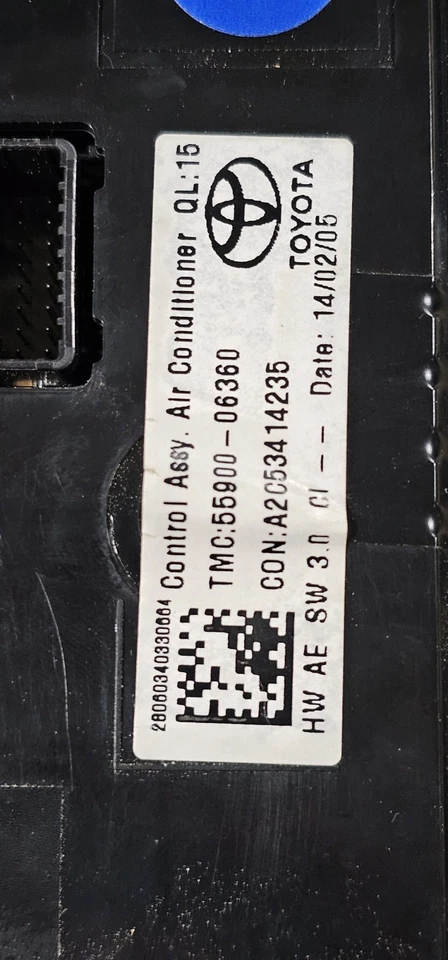 Control Assy. Air Conditioner QL:15
TMC:55900-06360
CON:A2C53414235
TOYOTA
HW AE SW 3.0 CI -- Date: 14/02/05
28060340330664